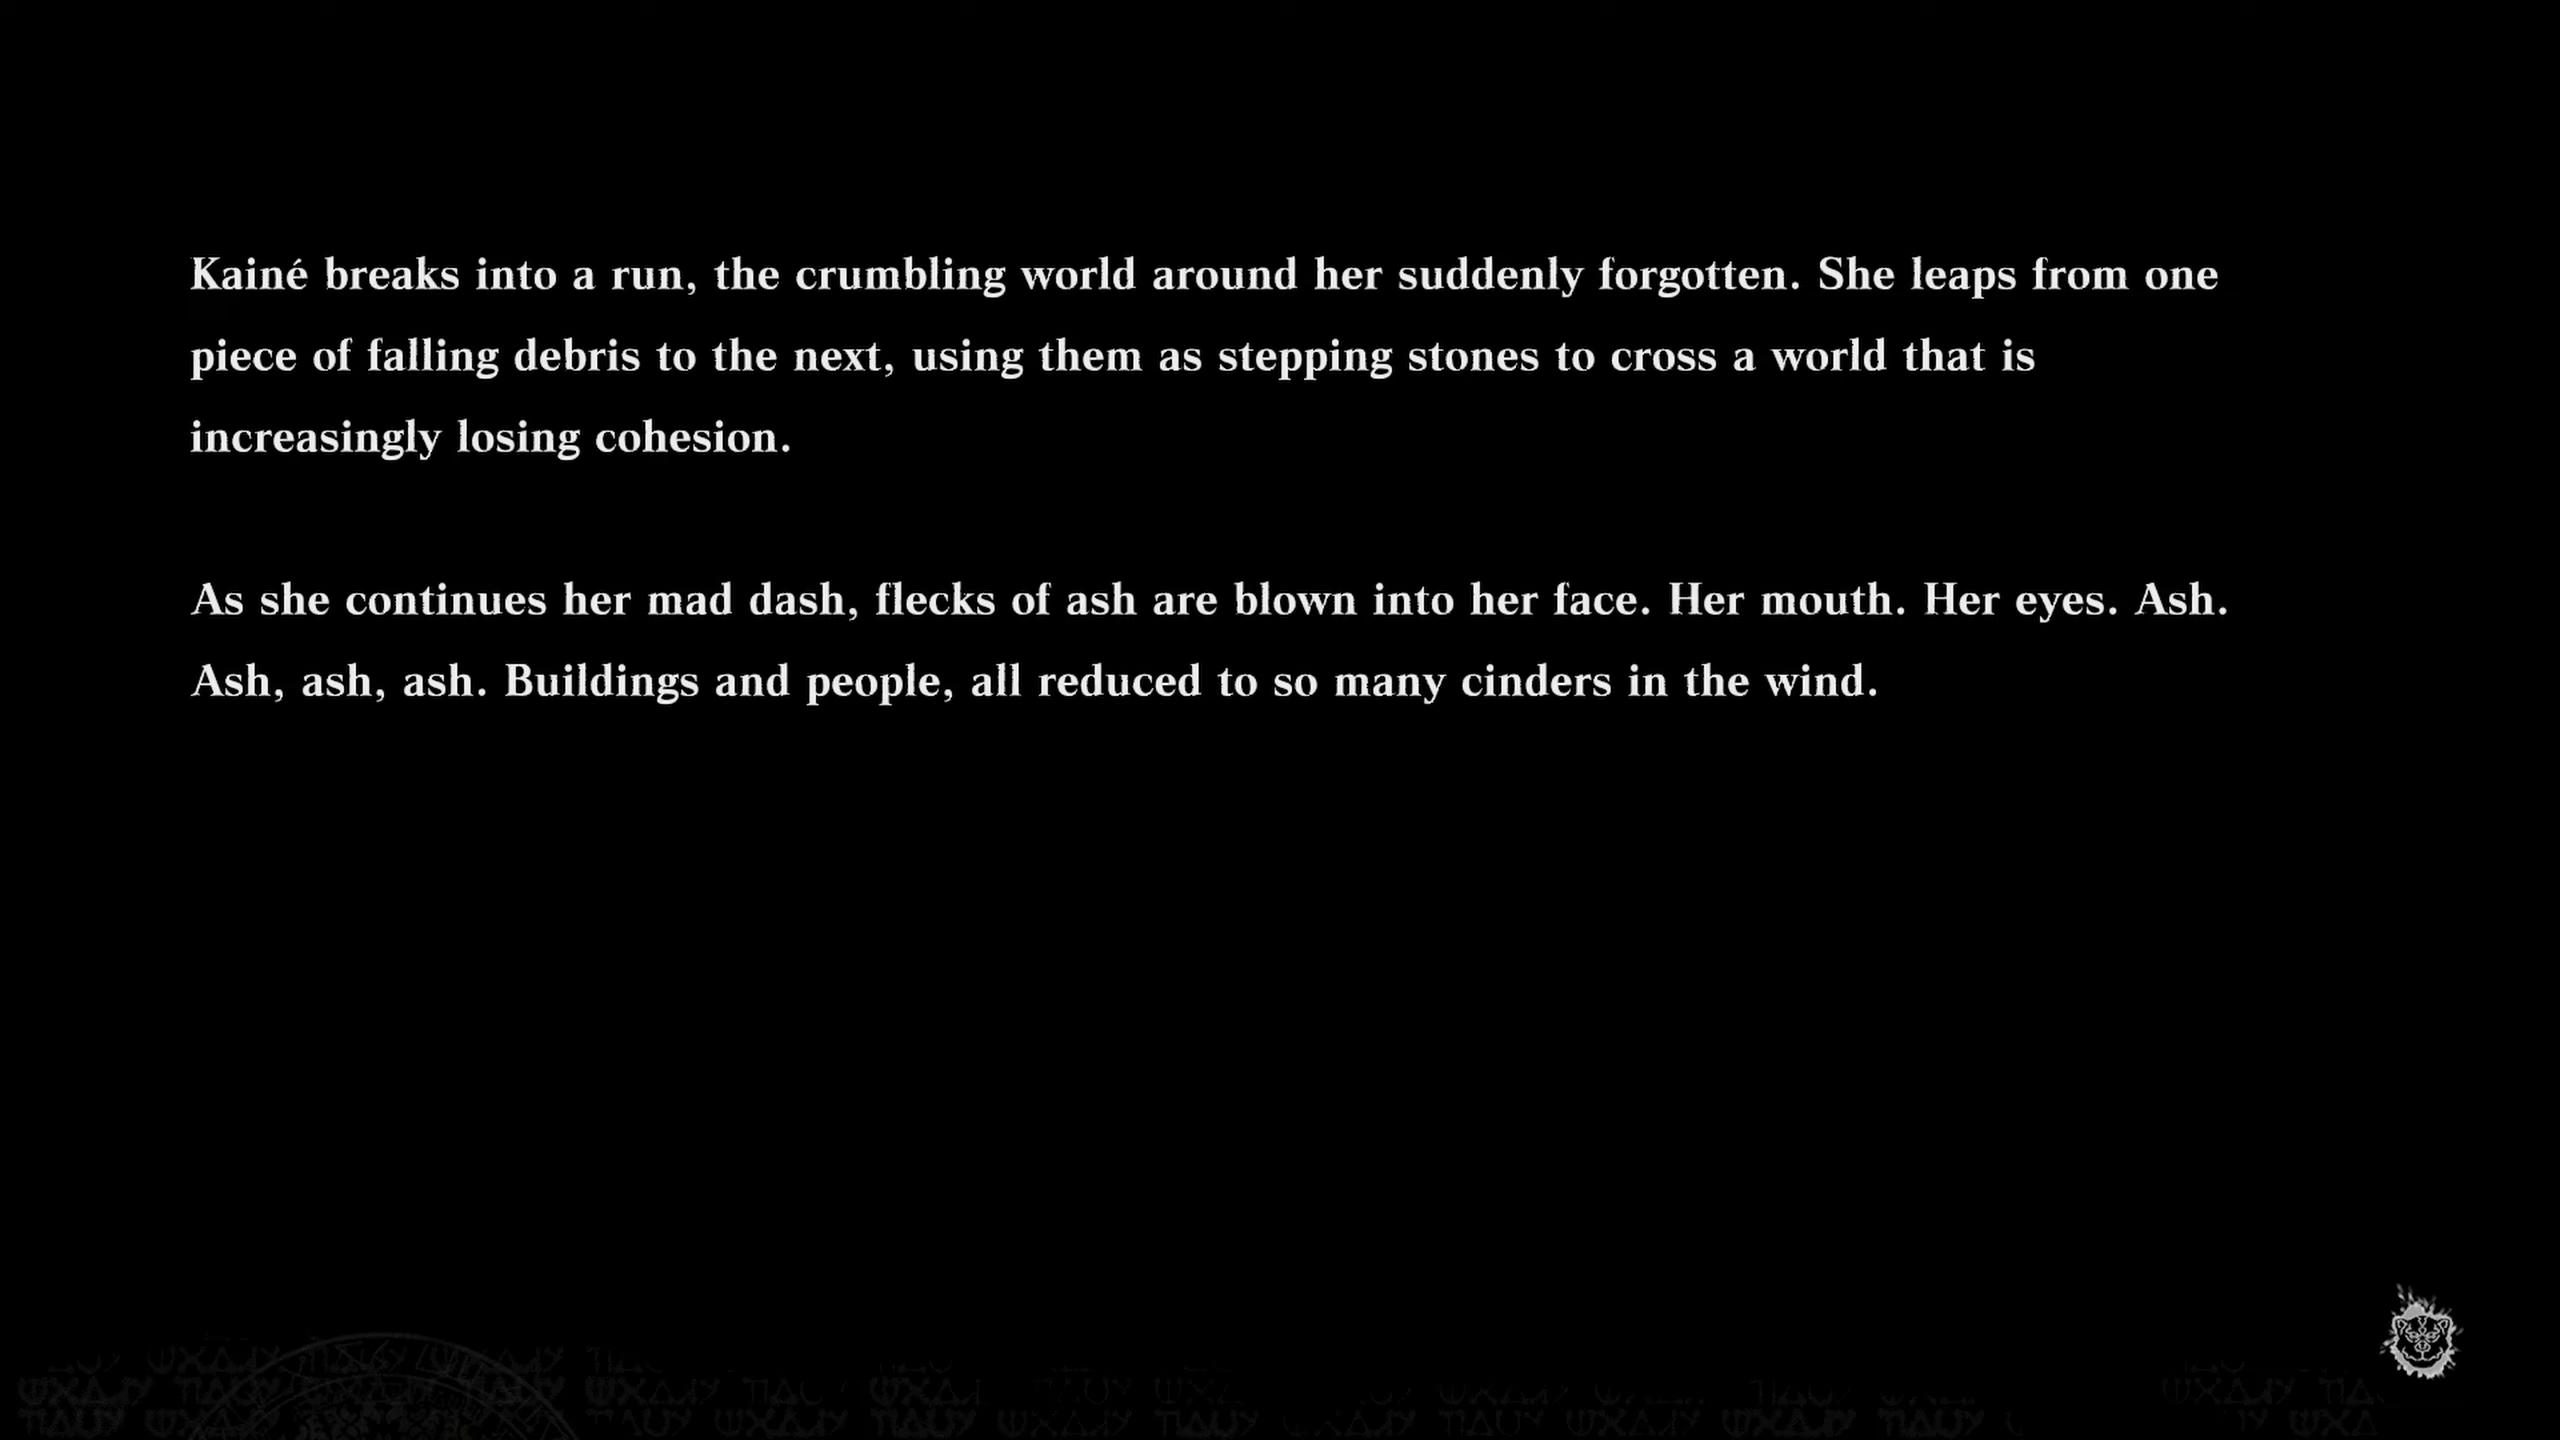 Kainé breaks into a run, the crumbling world around her suddenly forgotten. She leaps from one
piece of falling debris to the next, using them as stepping stones to cross a world that is
increasingly losing cohesion.
As she continues her mad dash, flecks of ash are blown into her face. Her mouth. Her eyes. Ash.
Ash, ash, ash. Buildings and people, all reduced to so many cinders in the wind.